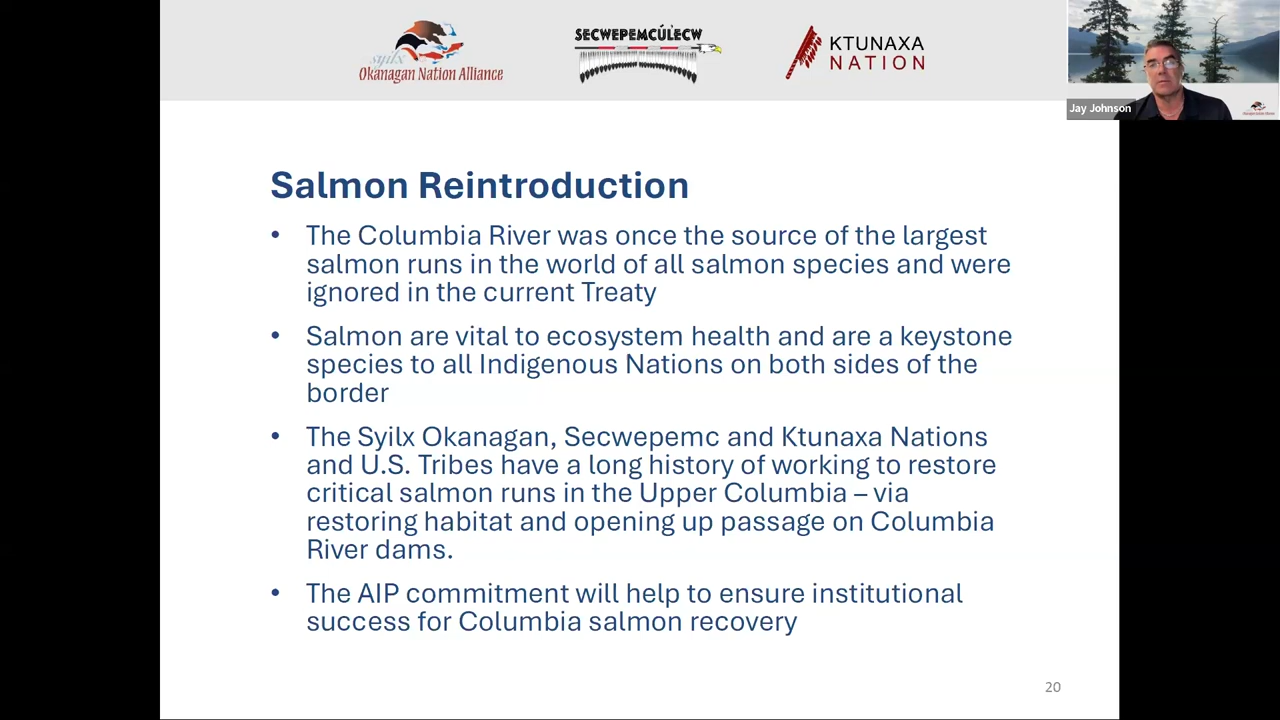 syilx
Okanagan Nation Alliance
SECWEPEMCÚLECW
KTUNAXA
NATION
Jay Johnson
Salmon Reintroduction
• The Columbia River was once the source of the largest
salmon runs in the world of all salmon species and were
ignored in the current Treaty
• Salmon are vital to ecosystem health and are a keystone
species to all Indigenous Nations on both sides of the
border
• The Syilx Okanagan, Secwepemc and Ktunaxa Nations
and U.S. Tribes have a long history of working to restore
critical salmon runs in the Upper Columbia – via
restoring habitat and opening up passage on Columbia
River dams.
• The AIP commitment will help to ensure institutional
success for Columbia salmon recovery
20